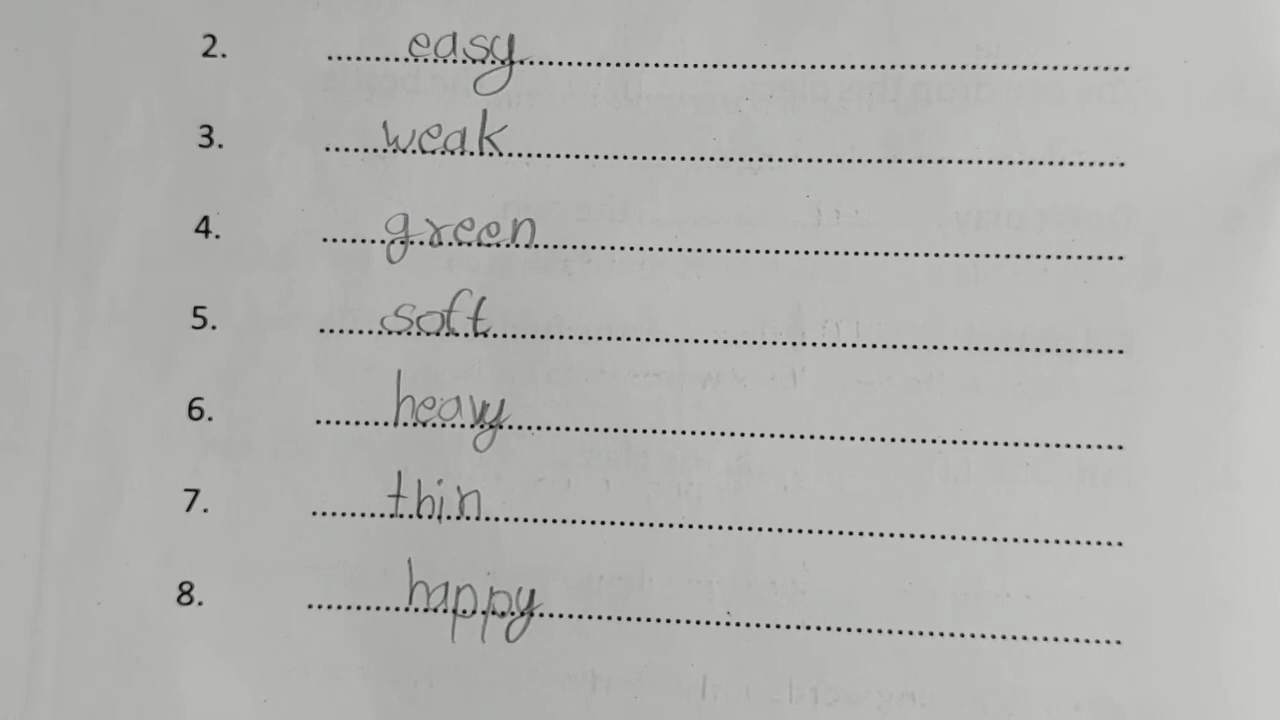 2. easy
3. weak
4. green
5. soft
6. heavy
7. thin
8. happy